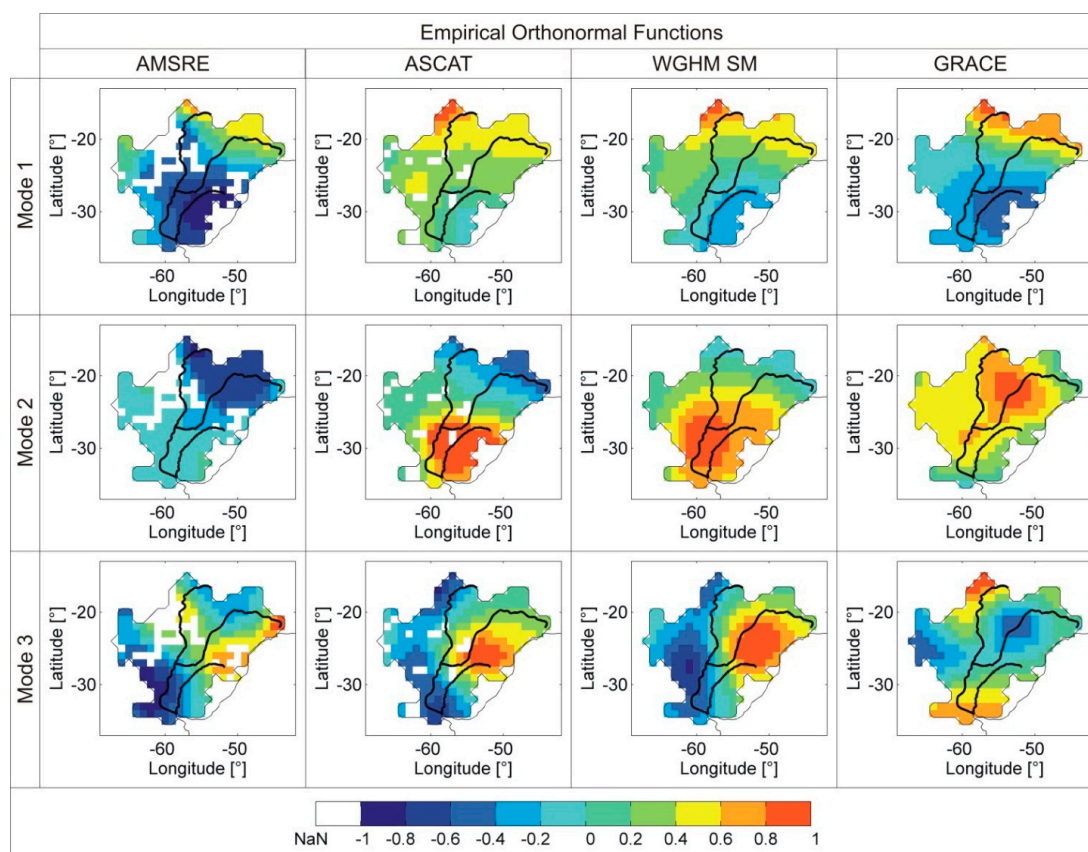 Empirical Orthonormal Functions
AMSRE ASCAT WGHM SM GRACE
Mode 1
Latitude [°] Latitude [°] Latitude [°] Latitude [°]
-20 -20 -20 -20
-30 -30 -30 -30
-60 -50 -60 -50 -60 -50 -60 -50
Longitude [°] Longitude [°] Longitude [°] Longitude [°]
Mode 2
Latitude [°] Latitude [°] Latitude [°] Latitude [°]
-20 -20 -20 -20
-30 -30 -30 -30
-60 -50 -60 -50 -60 -50 -60 -50
Longitude [°] Longitude [°] Longitude [°] Longitude [°]
Mode 3
Latitude [°] Latitude [°] Latitude [°] Latitude [°]
-20 -20 -20 -20
-30 -30 -30 -30
-60 -50 -60 -50 -60 -50 -60 -50
Longitude [°] Longitude [°] Longitude [°] Longitude [°]
NaN -1 -0.8 -0.6 -0.4 -0.2 0 0.2 0.4 0.6 0.8 1